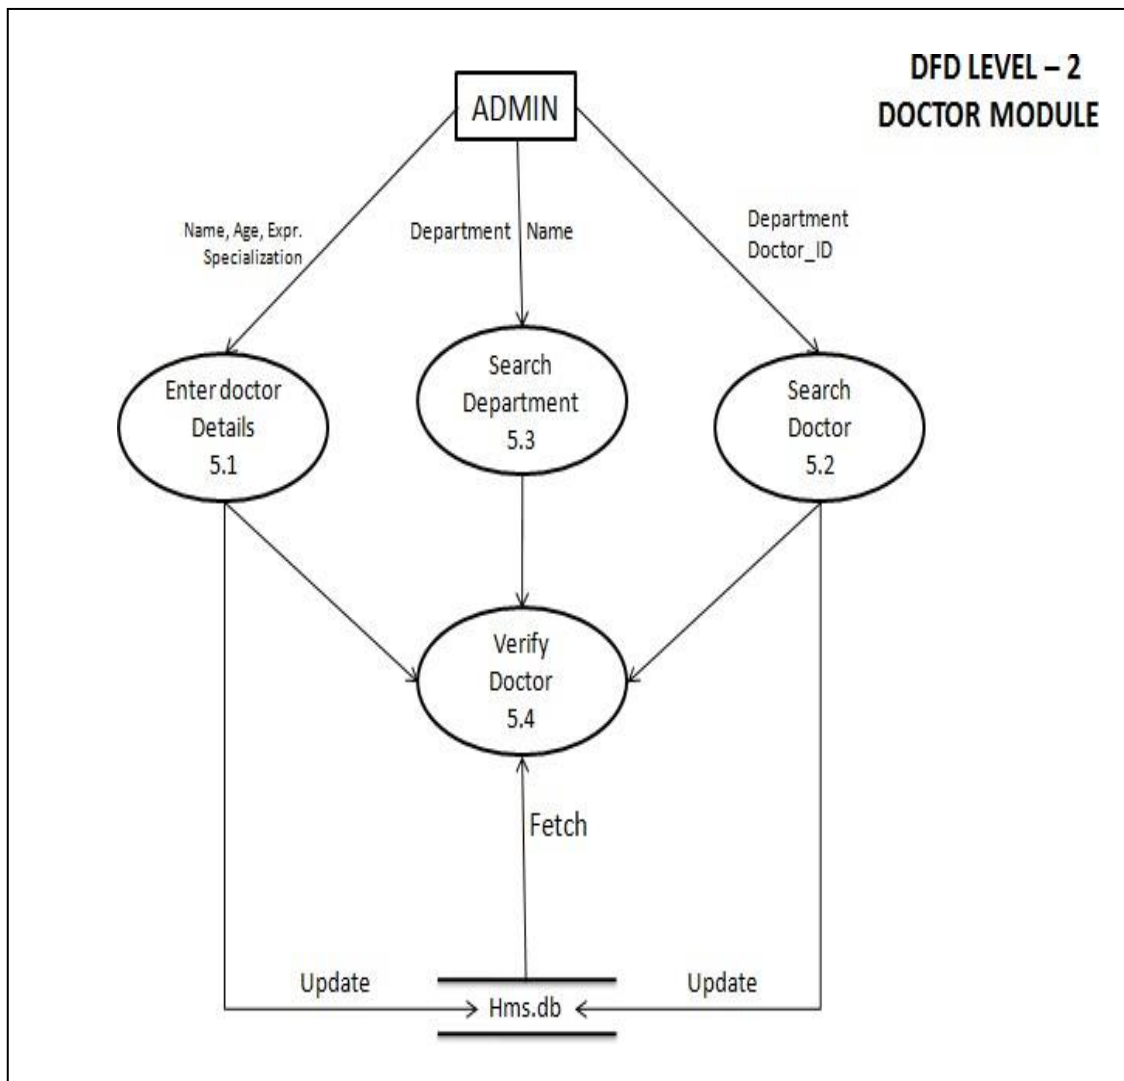 DFD LEVEL – 2
DOCTOR MODULE
ADMIN
Name, Age, Expr.
Specialization
Department Name
Department
Doctor_ID
Enter doctor
Details
5.1
Search
Department
5.3
Search
Doctor
5.2
Verify
Doctor
5.4
Fetch
Update
Hms.db
Update